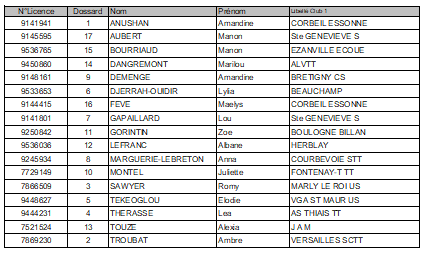 N°Licence Dossard Nom Prénom Libellé Club 1
9141941 1 ANUSHAN Amandine CORBEIL ESSONNE
9145595 17 AUBERT Manon Ste GENEVIEVE S
9536765 15 BOURRIAUD Manon EZANVILLE ECOUE
9450860 14 DANGREMONT Marilou ALVTT
9148161 9 DEMENGE Amandine BRETIGNY CS
9533653 6 DJERRAH-OUIDIR Lylia BEAUCHAMP
9144415 16 FEVE Maelys CORBEIL ESSONNE
9141801 7 GAPAILLARD Lou Ste GENEVIEVE S
9250842 11 GORINTIN Zoe BOULOGNE BILLAN
9536036 12 LEFRANC Albane HERBLAY
9245934 8 MARGUERIE-LEBRETON Anna COURBEVOIE STT
7729149 10 MONTEL Juliette FONTENAY-T TT
7866509 3 SAWYER Romy MARLY LE ROI US
9448627 5 TEKEOGLOU Elodie VGA ST MAUR US
9444231 4 THERASSE Lea AS THIAIS TT
7521524 13 TOUZE Alexia J A M
7869230 2 TROUBAT Ambre VERSAILLES SCTT